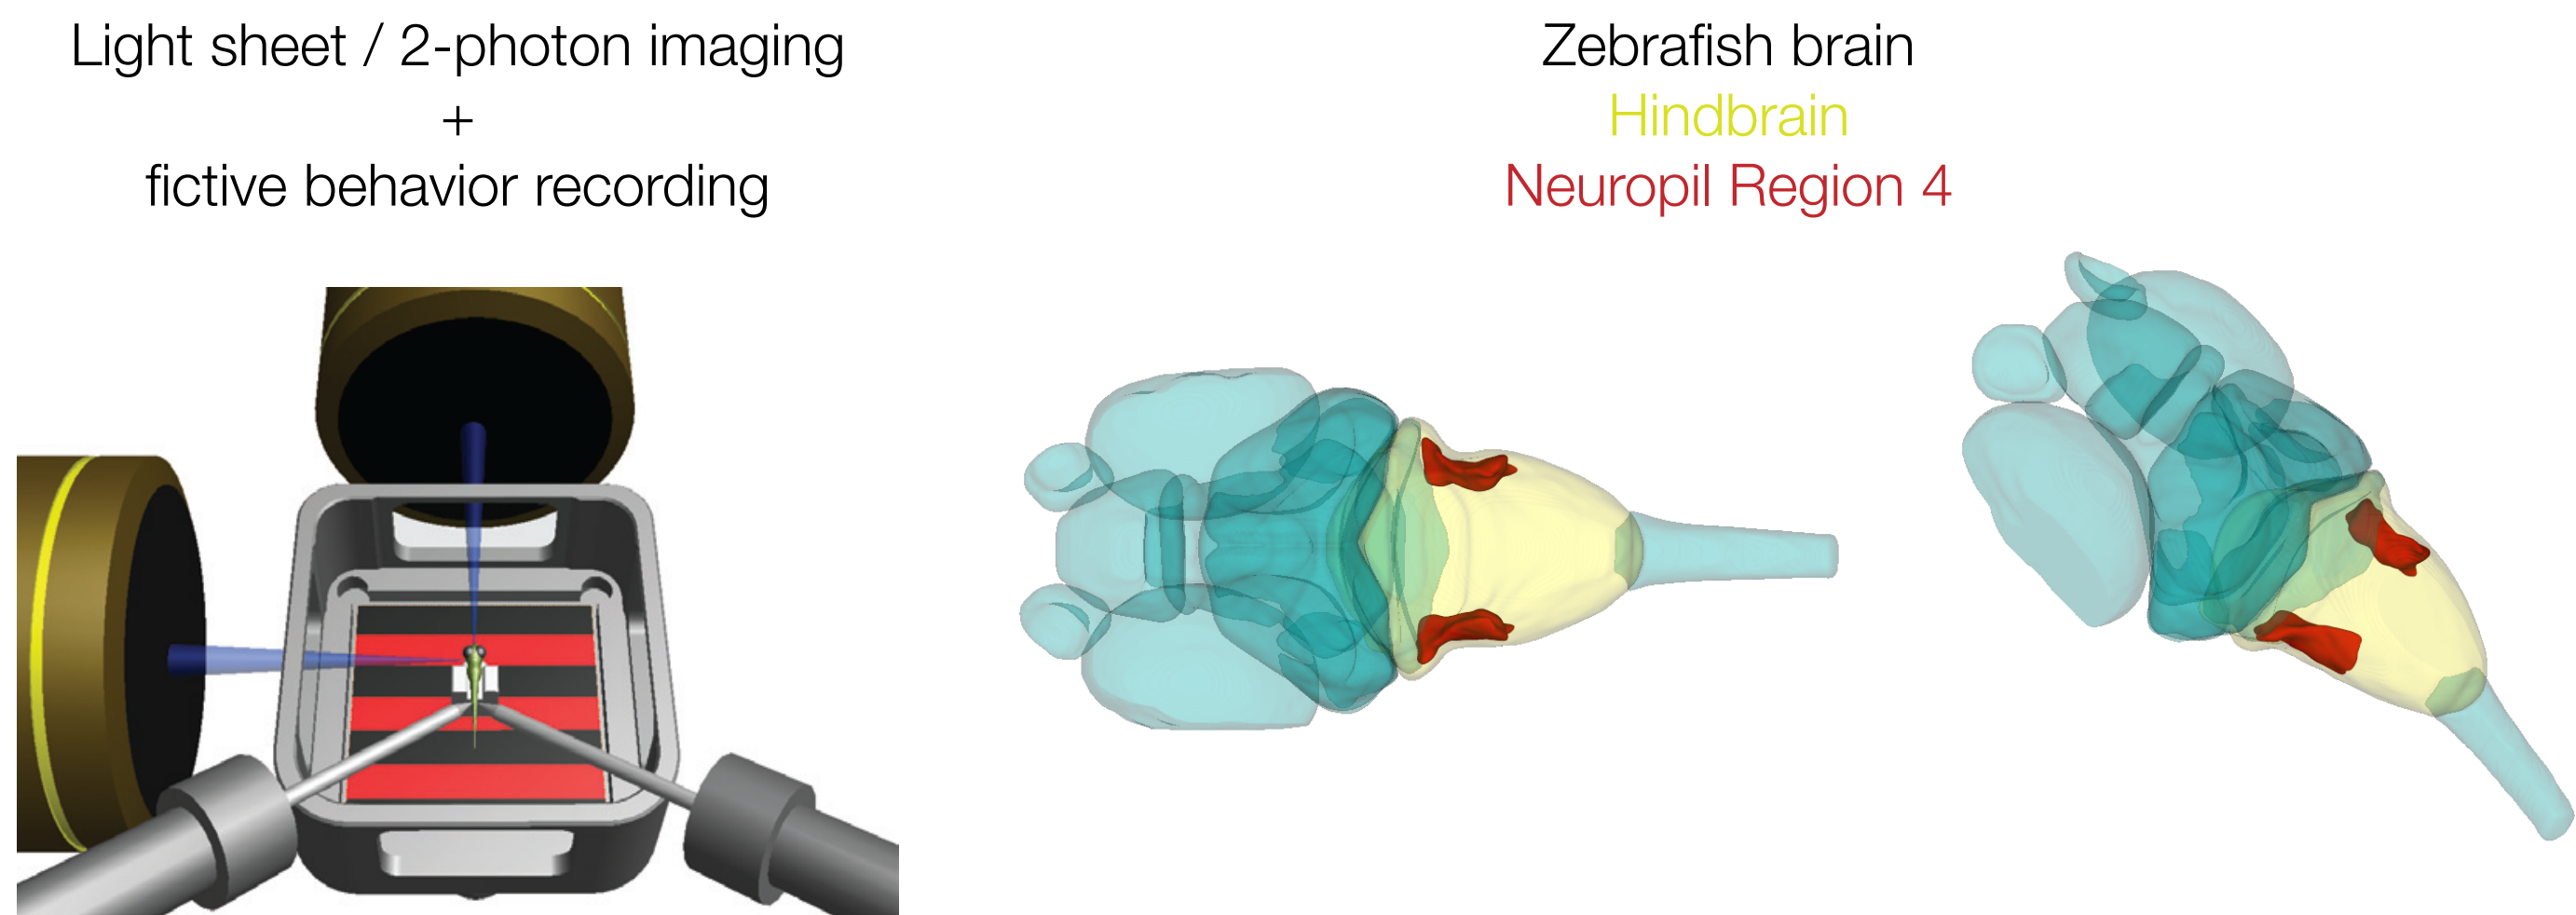 Light sheet / 2-photon imaging
+
fictive behavior recording
Zebrafish brain
Hindbrain
Neuropil Region 4